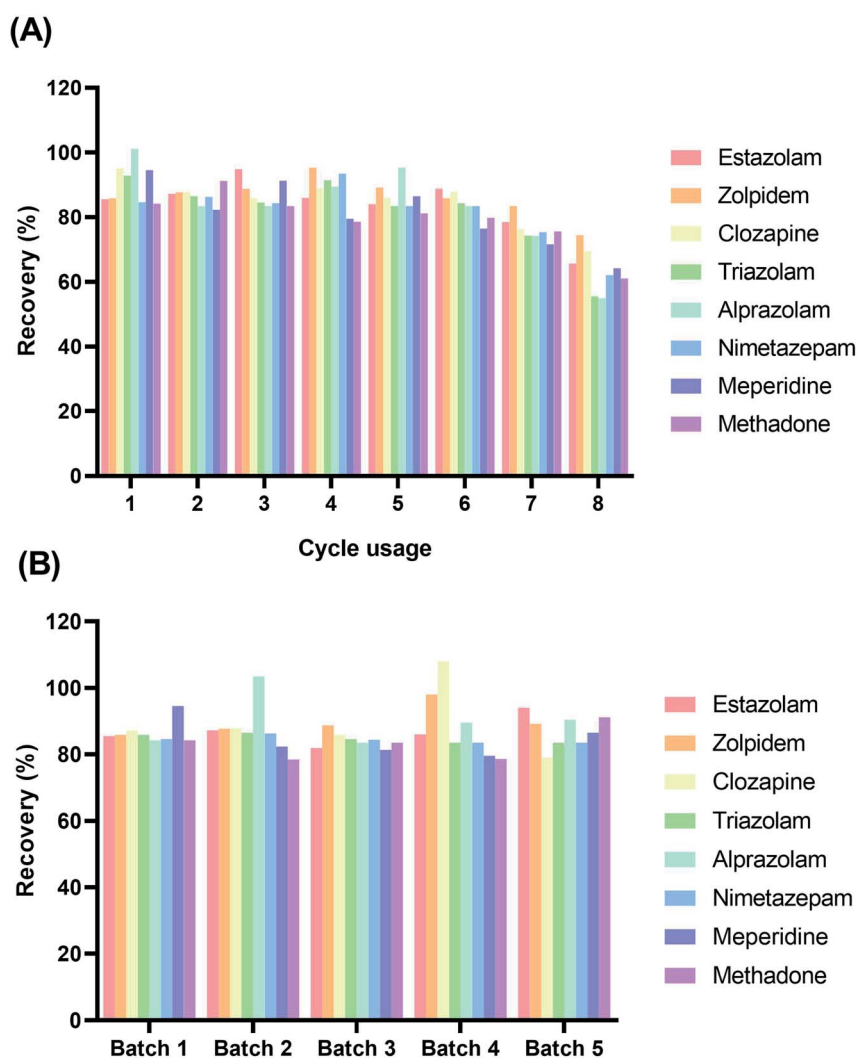 (A)
120
100
80
60
40
20
0
Recovery (%)
1 2 3 4 5 6 7 8
Cycle usage
Estazolam
Zolpidem
Clozapine
Triazolam
Alprazolam
Nimetazepam
Meperidine
Methadone
(B)
120
100
80
60
40
20
0
Recovery (%)
Batch 1 Batch 2 Batch 3 Batch 4 Batch 5
Estazolam
Zolpidem
Clozapine
Triazolam
Alprazolam
Nimetazepam
Meperidine
Methadone